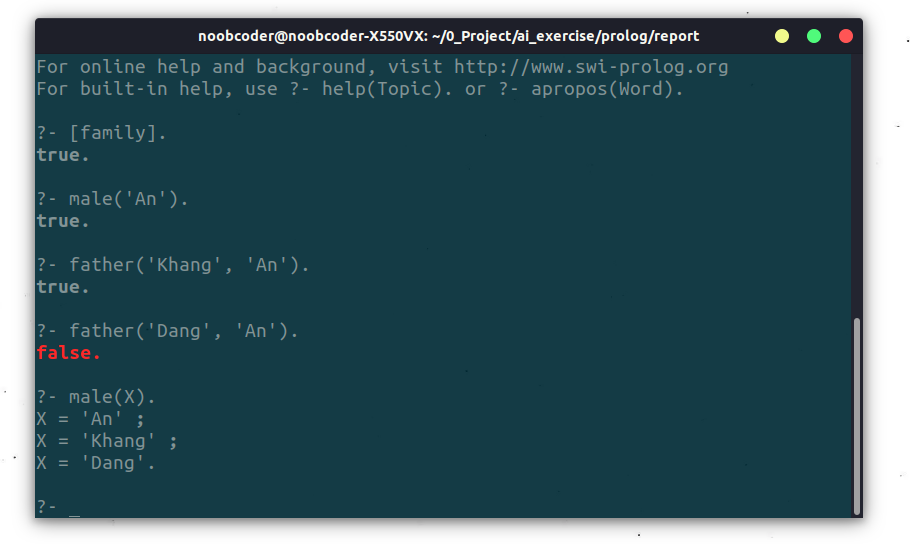 noobcoder@noobcoder-X550VX: ~/0_Project/ai_exercise/prolog/report
For online help and background, visit http://www.swi-prolog.org
For built-in help, use ?- help(Topic). or ?- apropos(Word).
?- [family].
true.
?- male('An').
true.
?- father('Khang', 'An').
true.
?- father('Dang', 'An').
false.
?- male(X).
X = 'An' ;
X = 'Khang' ;
X = 'Dang'.
?- _